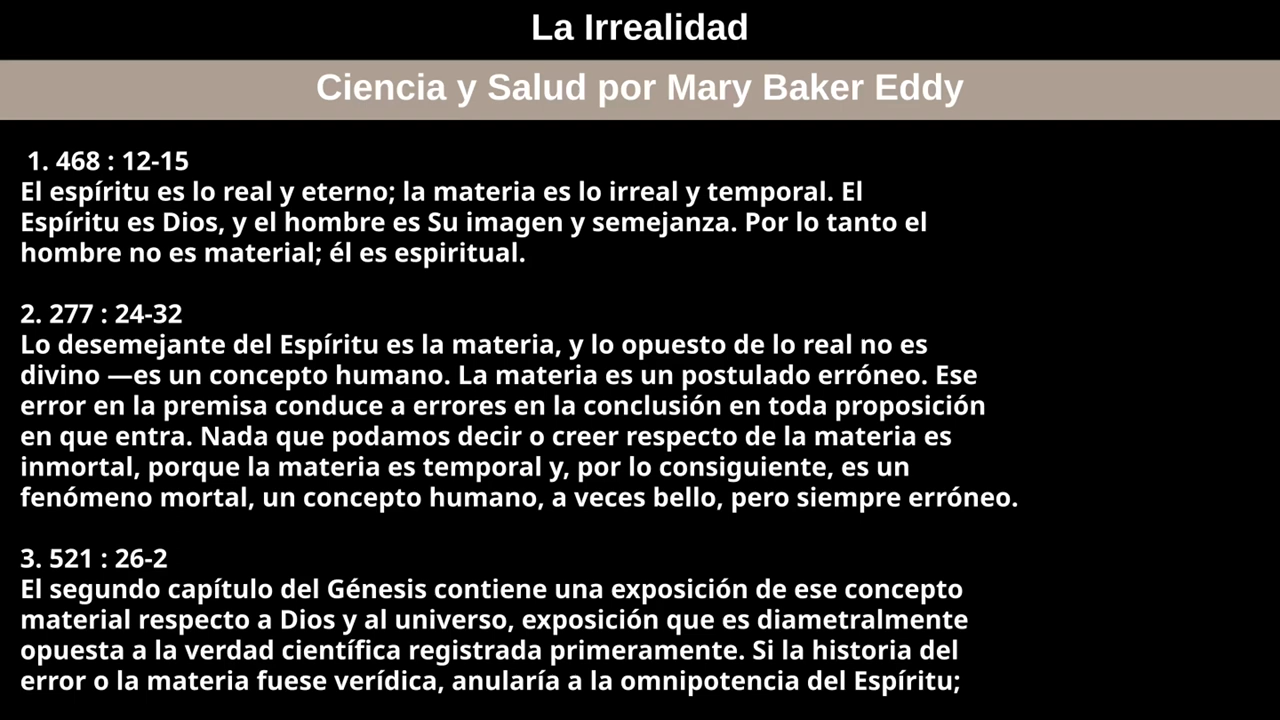 La Irrealidad
Ciencia y Salud por Mary Baker Eddy
1. 468 : 12-15
El espíritu es lo real y eterno; la materia es lo irreal y temporal. El
Espíritu es Dios, y el hombre es Su imagen y semejanza. Por lo tanto el
hombre no es material; él es espiritual.
2. 277 : 24-32
Lo desemejante del Espíritu es la materia, y lo opuesto de lo real no es
divino —es un concepto humano. La materia es un postulado erróneo. Ese
error en la premisa conduce a errores en la conclusión en toda proposición
en que entra. Nada que podamos decir o creer respecto de la materia es
inmortal, porque la materia es temporal y, por lo consiguiente, es un
fenómeno mortal, un concepto humano, a veces bello, pero siempre erróneo.
3. 521 : 26-2
El segundo capítulo del Génesis contiene una exposición de ese concepto
material respecto a Dios y al universo, exposición que es diametralmente
opuesta a la verdad científica registrada primeramente. Si la historia del
error o la materia fuese verídica, anularía a la omnipotencia del Espíritu;